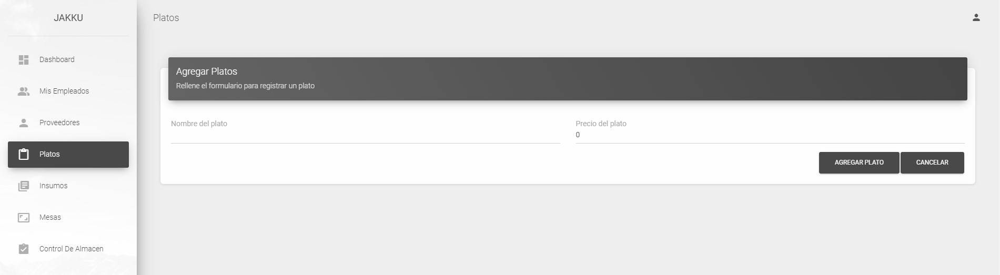 JAKKU
Dashboard
Mis Empleados
Proveedores
Platos
Insumos
Mesas
Control De Almacen
Platos
Agregar Platos
Rellene el formulario para registrar un plato
Nombre del plato
Precio del plato
0
AGREGAR PLATO
CANCELAR